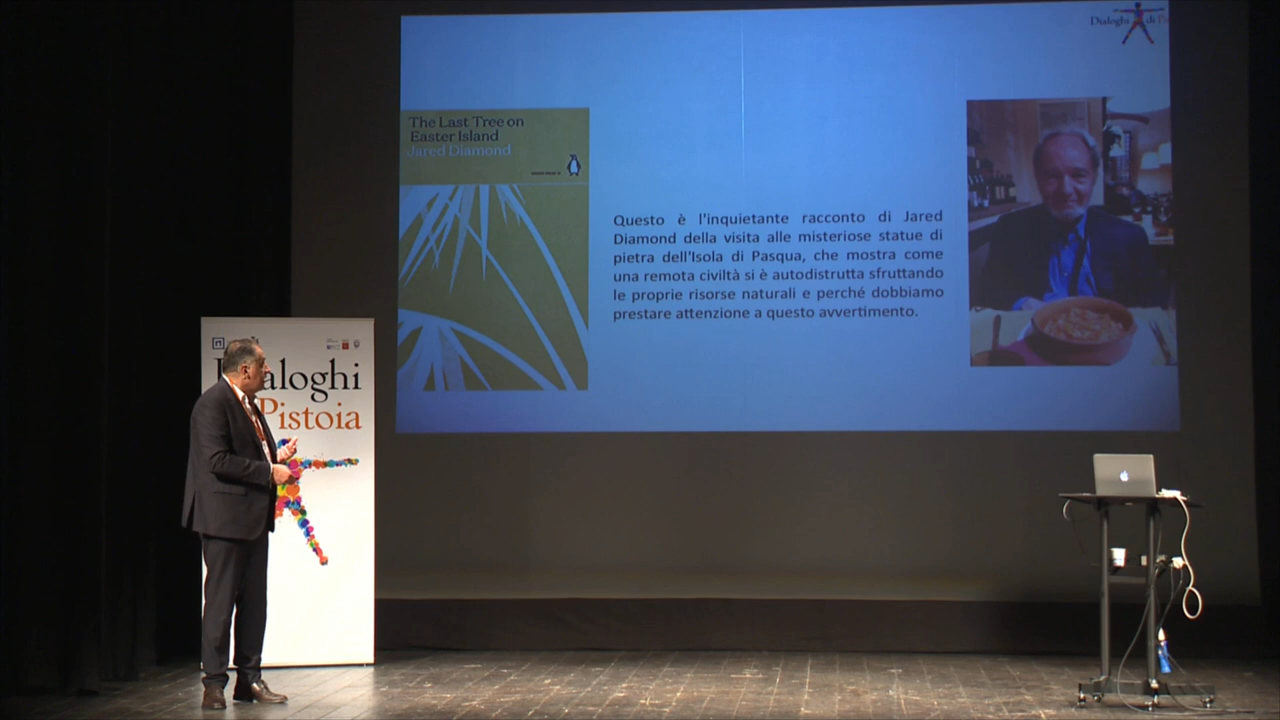 Dialoghi di Pi
The Last Tree on
Easter Island
Jared Diamond
Questo è l'inquietante racconto di Jared
Diamond della visita alle misteriose statue di
pietra dell'Isola di Pasqua, che mostra come
una remota civiltà si è autodistrutta sfruttando
le proprie risorse naturali e perché dobbiamo
prestare attenzione a questo avvertimento.
aloghi
Pistoia